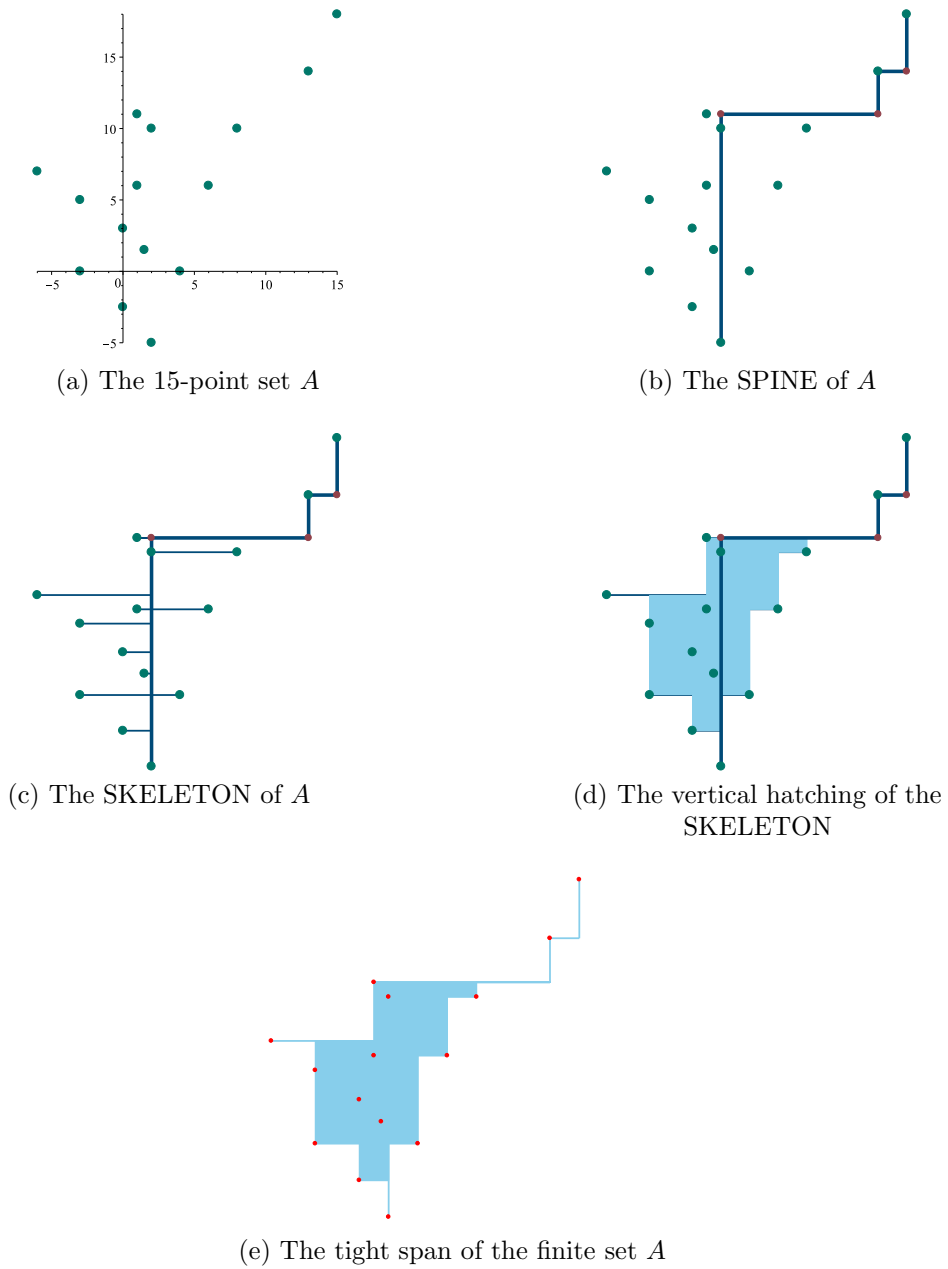 15
10
5
−5
0
5
10
15
−5
(a) The 15-point set A
(b) The SPINE of A
(c) The SKELETON of A
(d) The vertical hatching of the
SKELETON
(e) The tight span of the finite set A